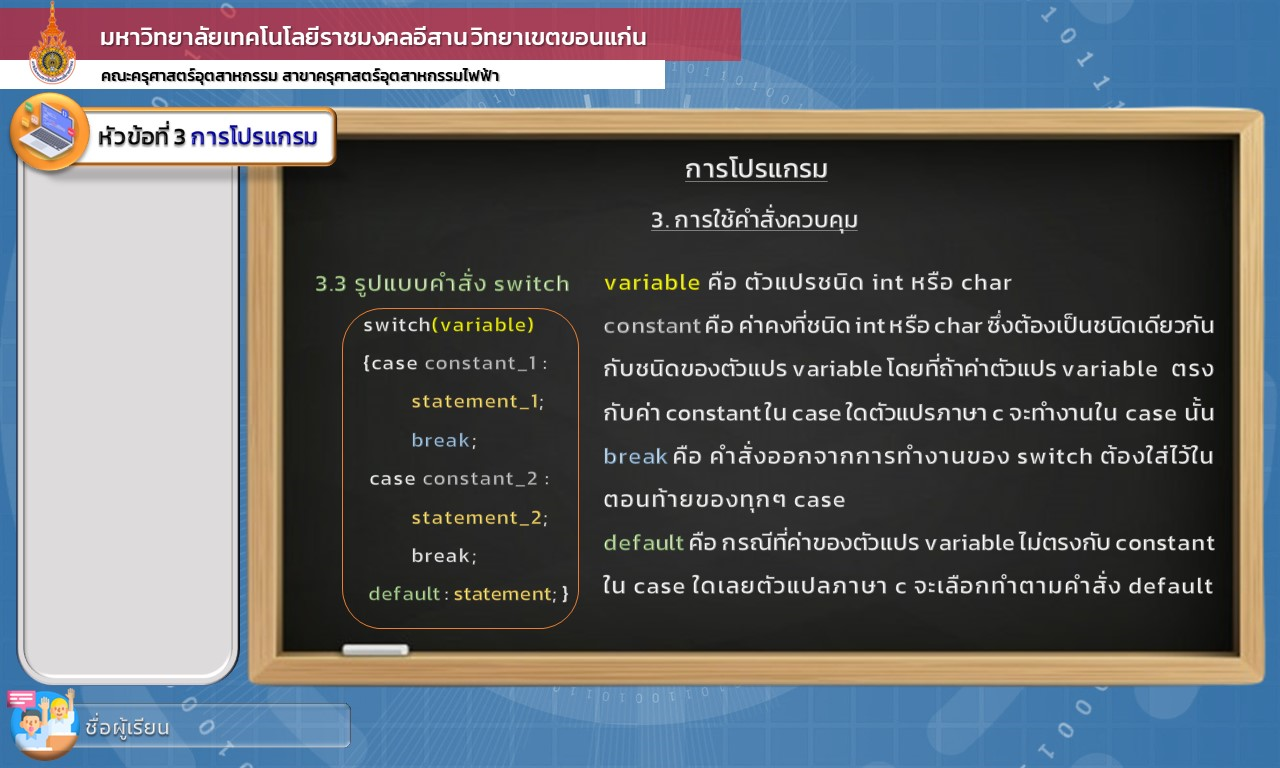 มหาวิทยาลัยเทคโนโลยีราชมงคลอีสาน วิทยาเขตขอนแก่น
คณะครุศาสตร์อุตสาหกรรม สาขาครุศาสตร์อุตสาหกรรมไฟฟ้า
หัวข้อที่ 3 การโปรแกรม
การโปรแกรม
3. การใช้คำสั่งควบคุม
3.3 รูปแบบคำสั่ง switch
switch(variable)
{case constant_1 :
statement_1;
break;
case constant_2 :
statement_2;
break;
default : statement; }
variable คือ ตัวแปรชนิด int หรือ char
constant คือ ค่าคงที่ชนิด int หรือ char ซึ่งต้องเป็นชนิดเดียวกัน
กับชนิดของตัวแปร variable โดยที่ถ้าค่าตัวแปร variable ตรง
กับค่า constant ใน case ใดตัวแปรภาษา c จะทำงานใน case นั้น
break คือ คำสั่งออกจากการทำงานของ switch ต้องใส่ไว้ใน
ตอนท้ายของทุกๆ case
default คือ กรณีที่ค่าของตัวแปร variable ไม่ตรงกับ constant
ใน case ใดเลยตัวแปลภาษา c จะเลือกทำตามคำสั่ง default
ชื่อผู้เรียน